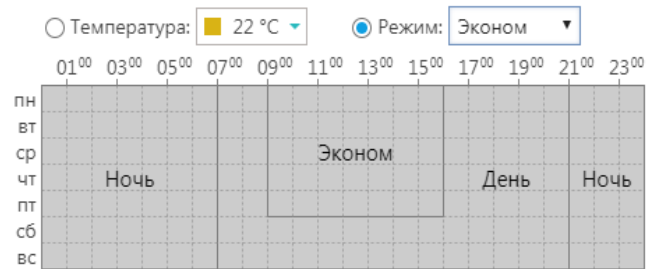 Температура: 22 °C Режим: Эконом
01⁰⁰ 03⁰⁰ 05⁰⁰ 07⁰⁰ 09⁰⁰ 11⁰⁰ 13⁰⁰ 15⁰⁰ 17⁰⁰ 19⁰⁰ 21⁰⁰ 23⁰⁰
пн
вт
ср Эконом
чт Ночь День Ночь
пт
сб
вс